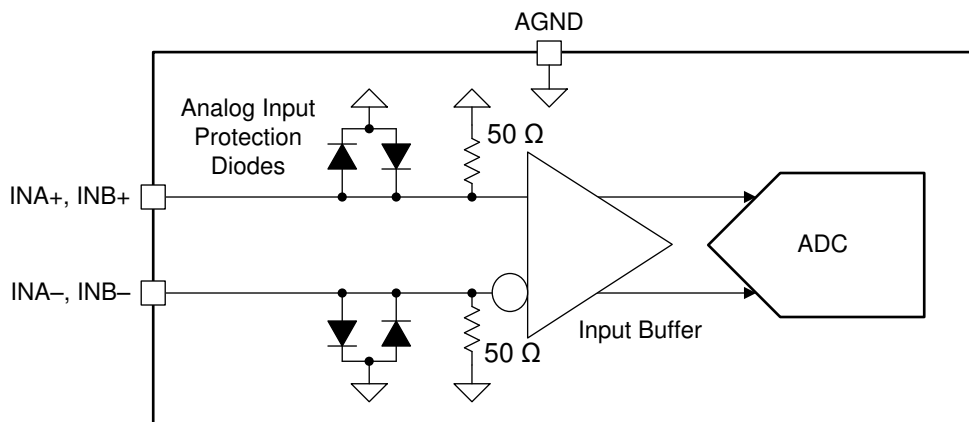 AGND
Analog Input
Protection
Diodes
50 Ω
INA+, INB+
ADC
INA–, INB–
Input Buffer
50 Ω